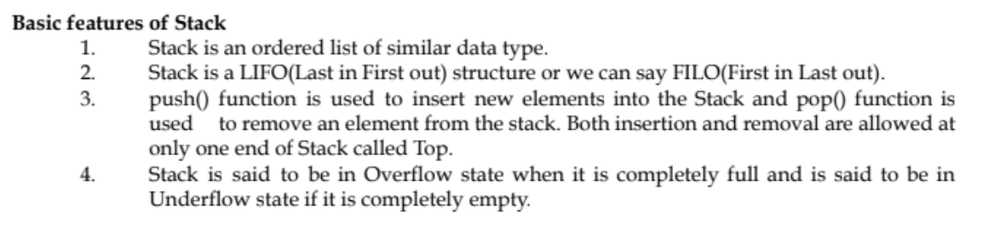 Basic features of Stack
1. Stack is an ordered list of similar data type.
2. Stack is a LIFO(Last in First out) structure or we can say FILO(First in Last out).
3. push() function is used to insert new elements into the Stack and pop() function is
used to remove an element from the stack. Both insertion and removal are allowed at
only one end of Stack called Top.
4. Stack is said to be in Overflow state when it is completely full and is said to be in
Underflow state if it is completely empty.